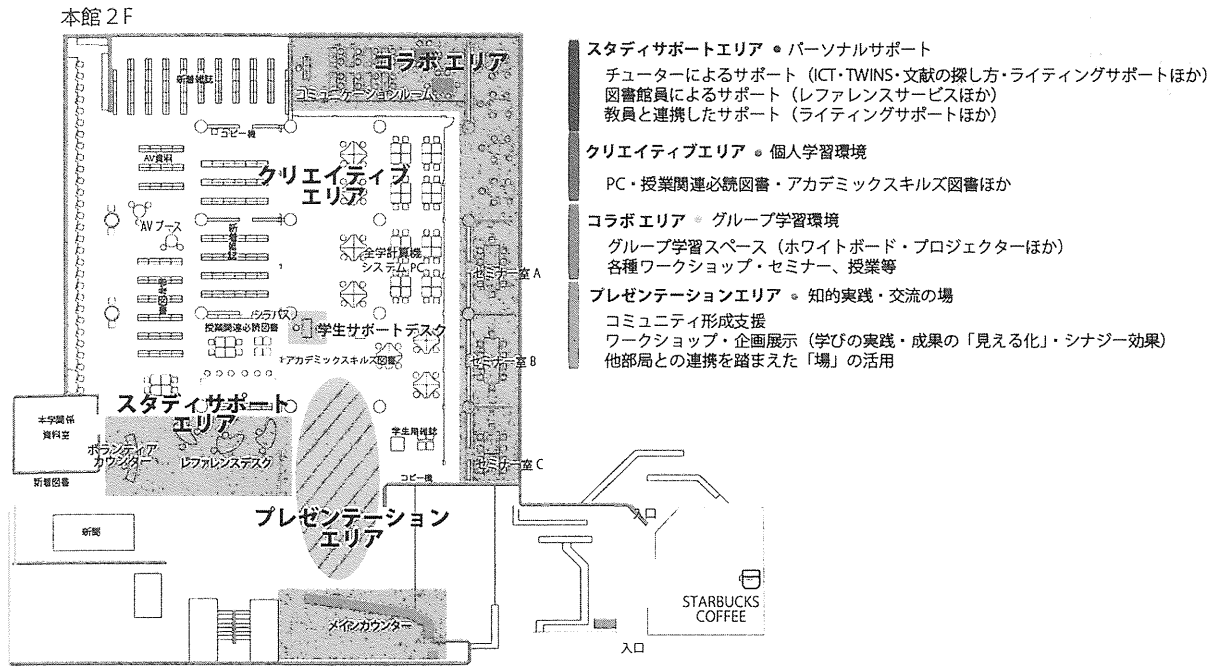 本館２F
コラボエリア
コミュニケーションルーム
新着雑誌
コピー機
AV資料
クリエイティブ
エリア
AVブース
新着雑誌
全学計算機
システムPC
セミナー室 A
シラバス
授業関連必読図書
学生サポートデスク
アカデミックスキルズ図書
セミナー室 B
スタディサポート
エリア
本学関係
資料室
ボランティア
カウンター
レファレンスデスク
学生用雑誌
セミナー室 C
新着図書
コピー機
プレゼンテーション
エリア
新聞
入口
メインカウンター
STARBUCKS
COFFEE
入口
スタディサポートエリア ● パーソナルサポート
チューターによるサポート（ICT・TWINS・文献の探し方・ライティングサポートほか）
図書館員によるサポート（レファレンスサービスほか）
教員と連携したサポート（ライティングサポートほか）
クリエイティブエリア ● 個人学習環境
PC・授業関連必読図書・アカデミックスキルズ図書ほか
コラボエリア ● グループ学習環境
グループ学習スペース（ホワイトボード・プロジェクターほか）
各種ワークショップ・セミナー、授業等
プレゼンテーションエリア ● 知的実践・交流の場
コミュニティ形成支援
ワークショップ・企画展示（学びの実践・成果の「見える化」・シナジー効果）
他部局との連携を踏まえた「場」の活用